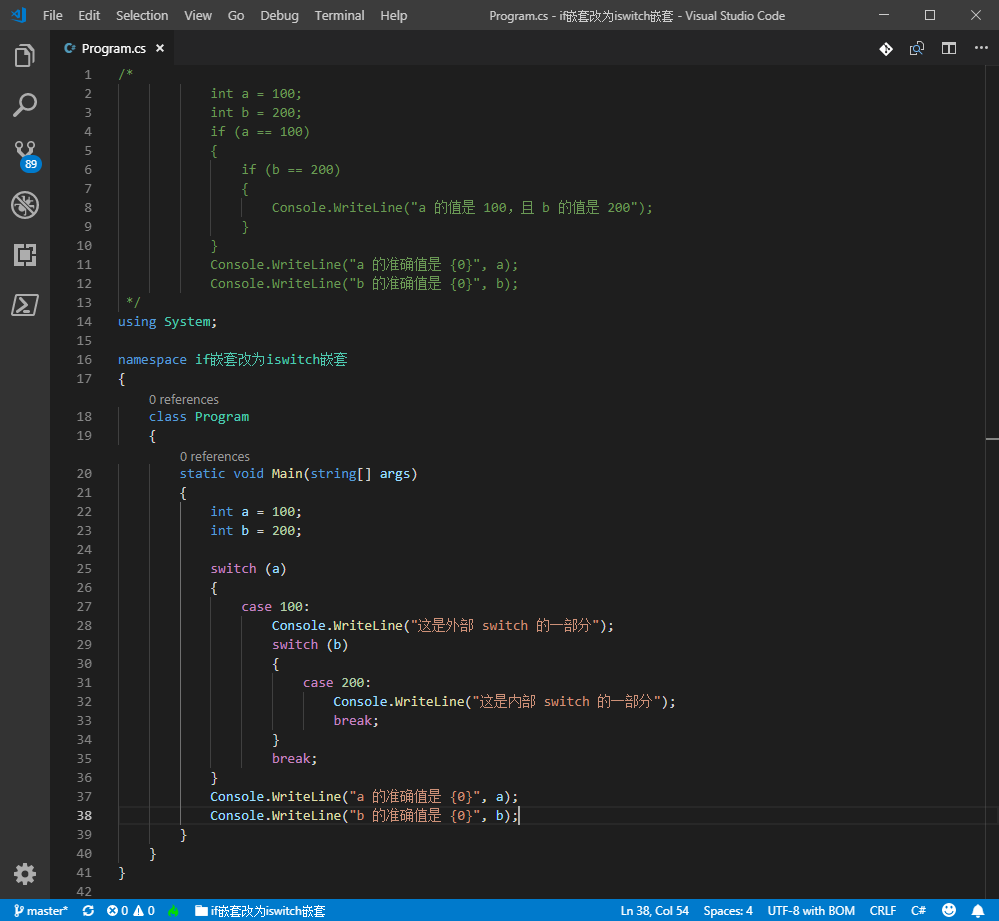 File Edit Selection View Go Debug Terminal Help Program.cs - if嵌套改为iswitch嵌套 - Visual Studio Code
C# Program.cs ×
89
1 /*
2 int a = 100;
3 int b = 200;
4 if (a == 100)
5 {
6 if (b == 200)
7 {
8 Console.WriteLine("a 的值是 100，且 b 的值是 200");
9 }
10 }
11 Console.WriteLine("a 的准确值是 {0}", a);
12 Console.WriteLine("b 的准确值是 {0}", b);
13 */
14 using System;
15
16 namespace if嵌套改为iswitch嵌套
17 {
0 references
18 class Program
19 {
0 references
20 static void Main(string[] args)
21 {
22 int a = 100;
23 int b = 200;
24
25 switch (a)
26 {
27 case 100:
28 Console.WriteLine("这是外部 switch 的一部分");
29 switch (b)
30 {
31 case 200:
32 Console.WriteLine("这是内部 switch 的一部分");
33 break;
34 }
35 break;
36 }
37 Console.WriteLine("a 的准确值是 {0}", a);
38 Console.WriteLine("b 的准确值是 {0}", b);
39 }
40 }
41 }
42
master* 0 0 if嵌套改为iswitch嵌套 Ln 38, Col 54 Spaces: 4 UTF-8 with BOM CRLF C#